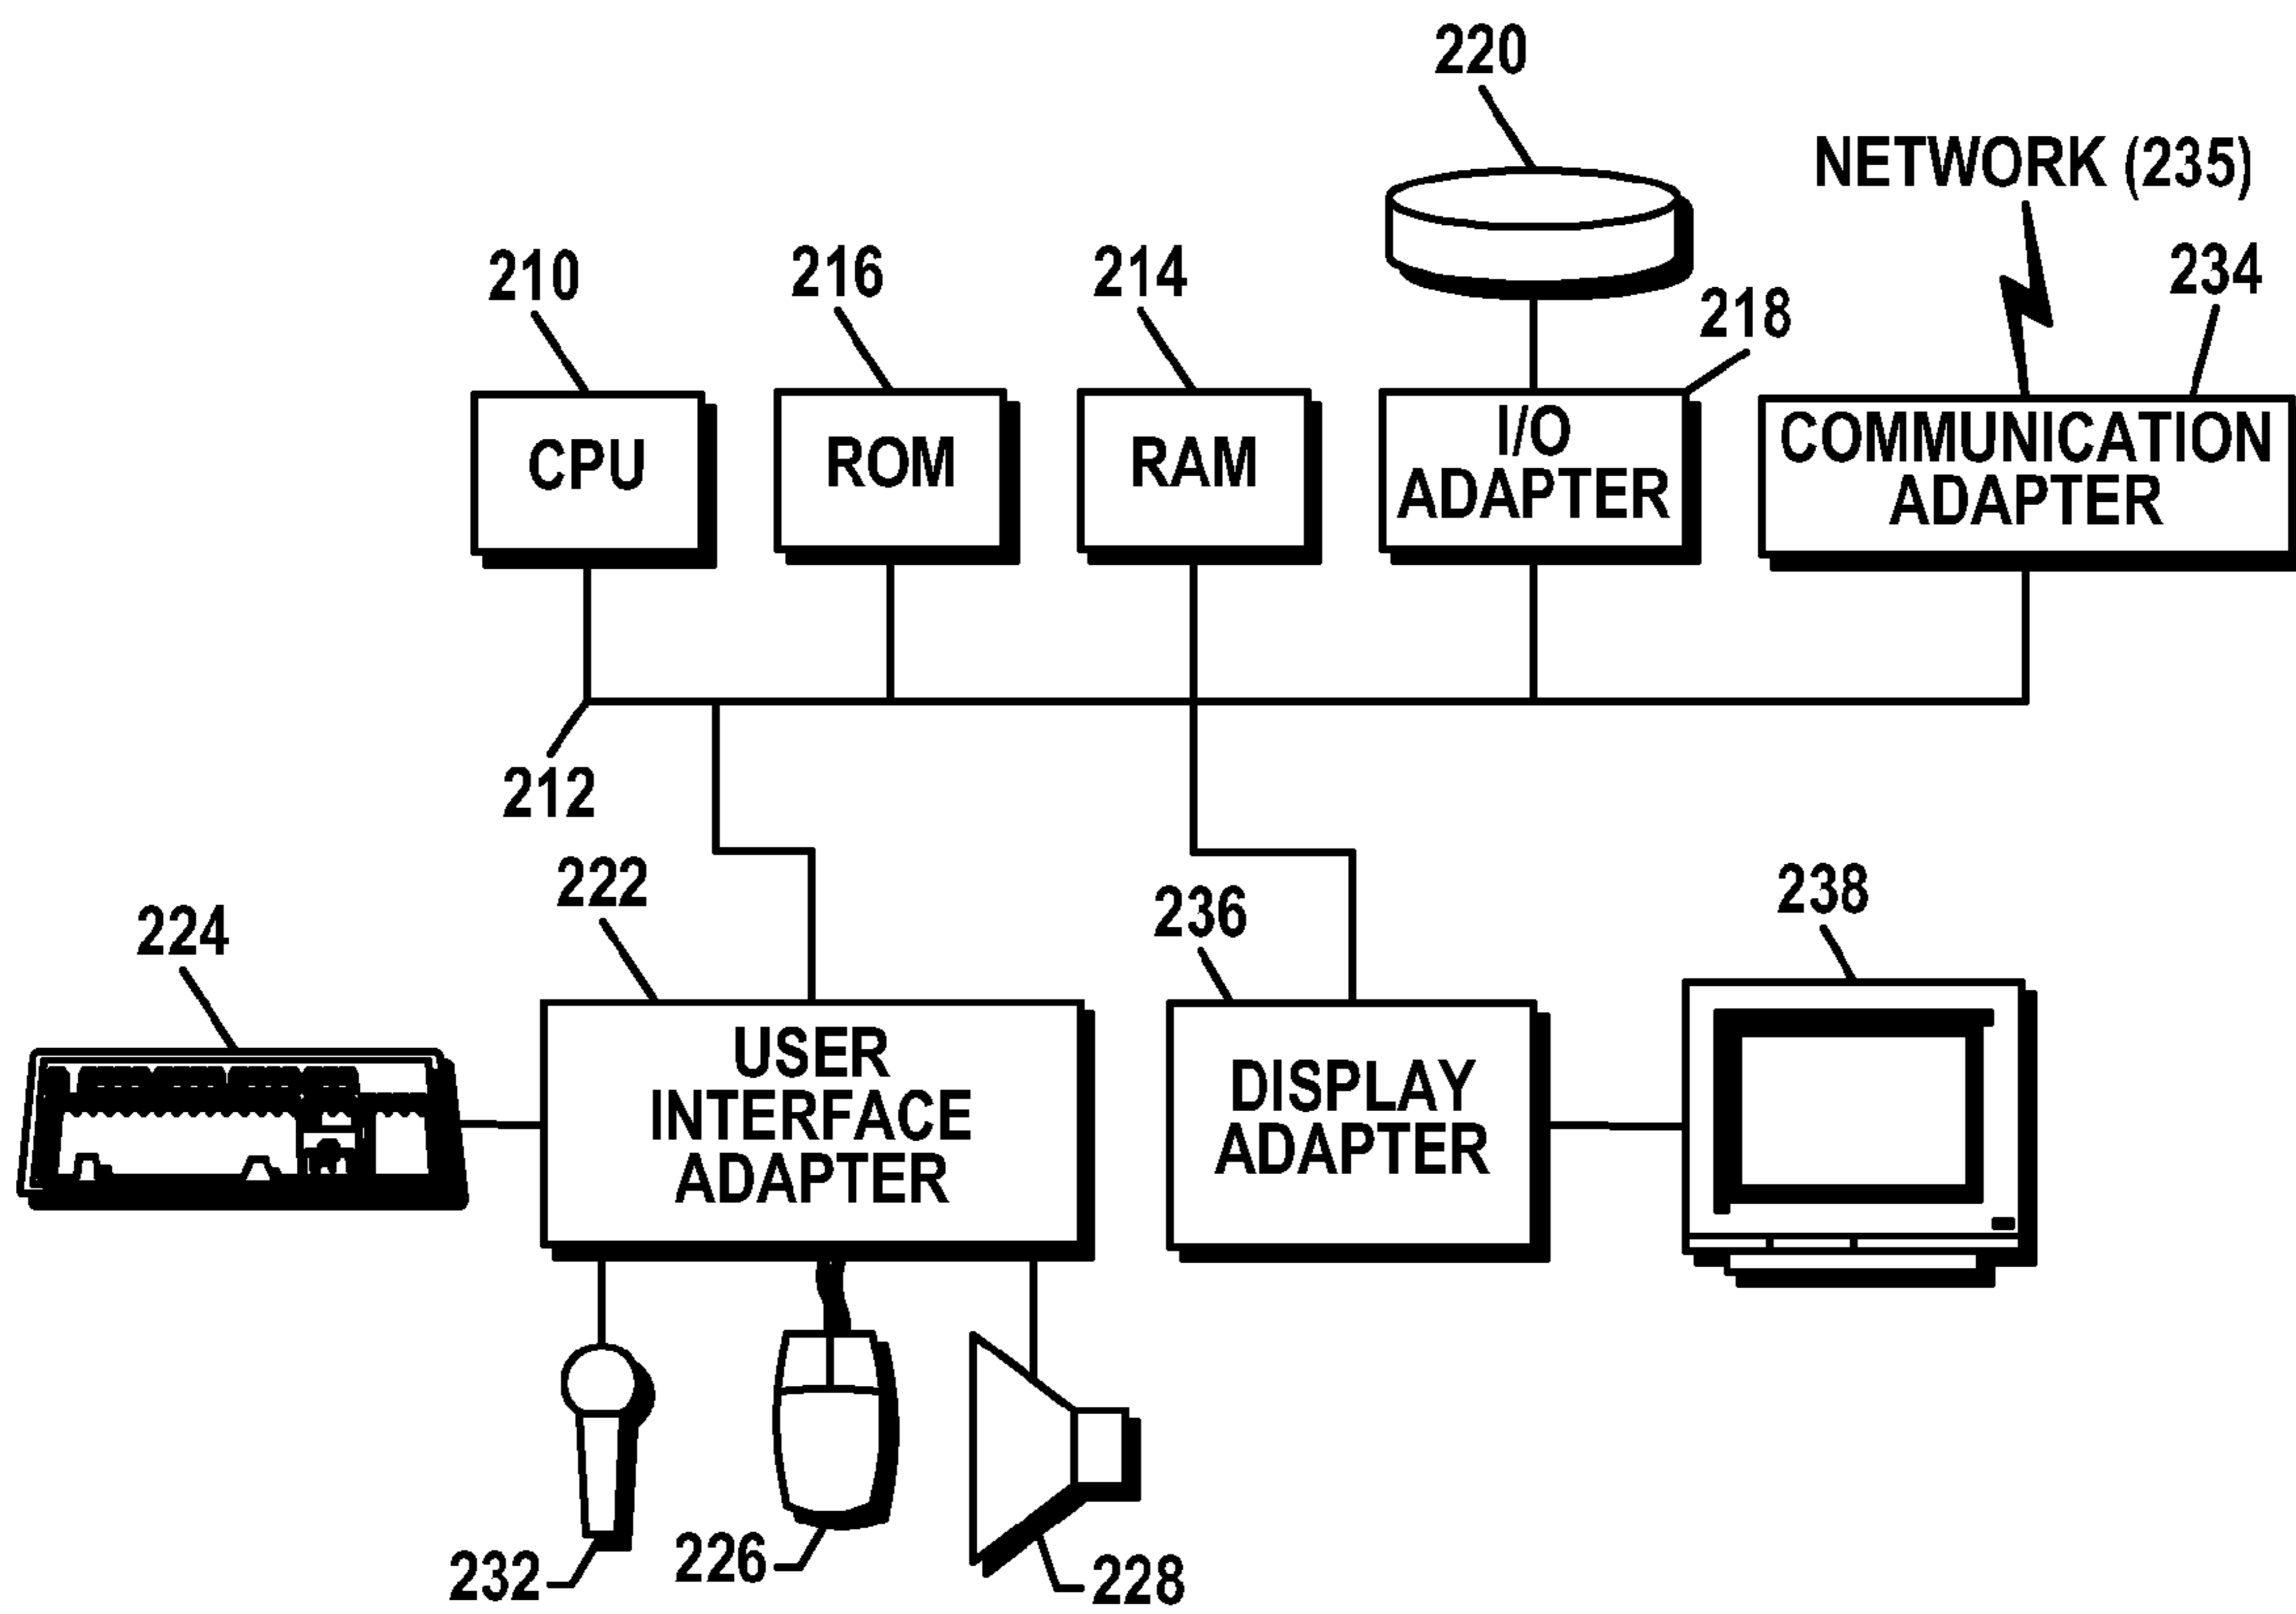 220
NETWORK (235)
210
216
214
218
234
CPU
ROM
RAM
I/O
ADAPTER
COMMUNICATION
ADAPTER
212
222
236
238
224
USER
INTERFACE
ADAPTER
DISPLAY
ADAPTER
232
226
228